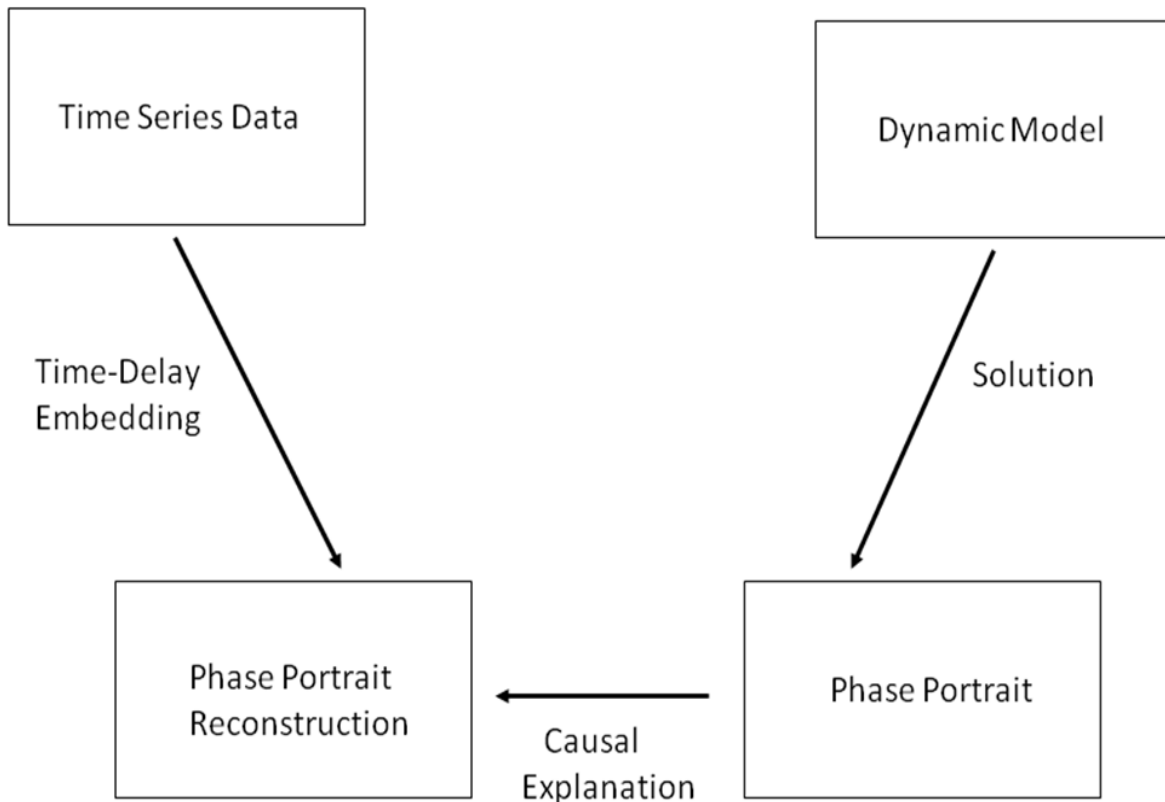 Time Series Data
Dynamic Model
Time-Delay
Embedding
Solution
Phase Portrait
Reconstruction
Phase Portrait
Causal
Explanation